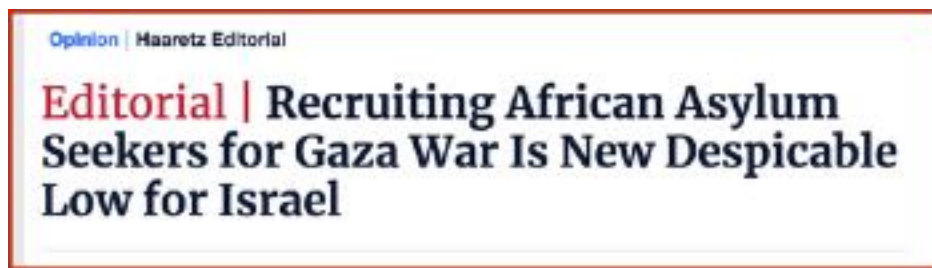 Opinion | Haaretz Editorial
Editorial | Recruiting African Asylum
Seekers for Gaza War Is New Despicable
Low for Israel